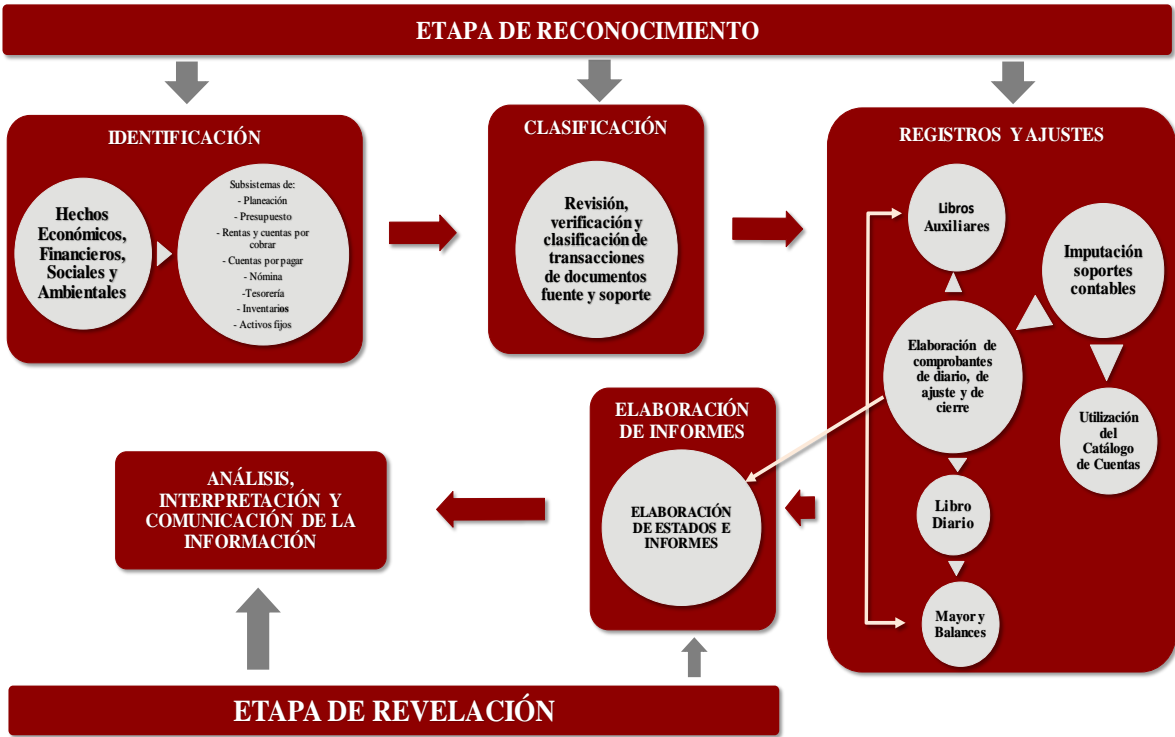 ETAPA DE RECONOCIMIENTO
IDENTIFICACIÓN
Hechos
Económicos,
Financieros,
Sociales y
Ambientales
Subsistemas de:
- Planeación
- Presupuesto
- Rentas y cuentas por
cobrar
- Cuentas por pagar
- Nómina
-Tesorería
-Inventarios
- Activos fijos
CLASIFICACIÓN
Revisión,
verificación y
clasificación de
transacciones
de documentos
fuente y soporte
REGISTROS Y AJUSTES
Libros
Auxiliares
Imputación
soportes
contables
Elaboración de
comprobantes
de diario, de
ajuste y de
cierre
Utilización
del
Catálogo
de Cuentas
Libro
Diario
Mayor y
Balances
ELABORACIÓN
DE INFORMES
ELABORACIÓN
DE ESTADOS E
INFORMES
ANÁLISIS,
INTERPRETACIÓN Y
COMUNICACIÓN DE LA
INFORMACIÓN
ETAPA DE REVELACIÓN